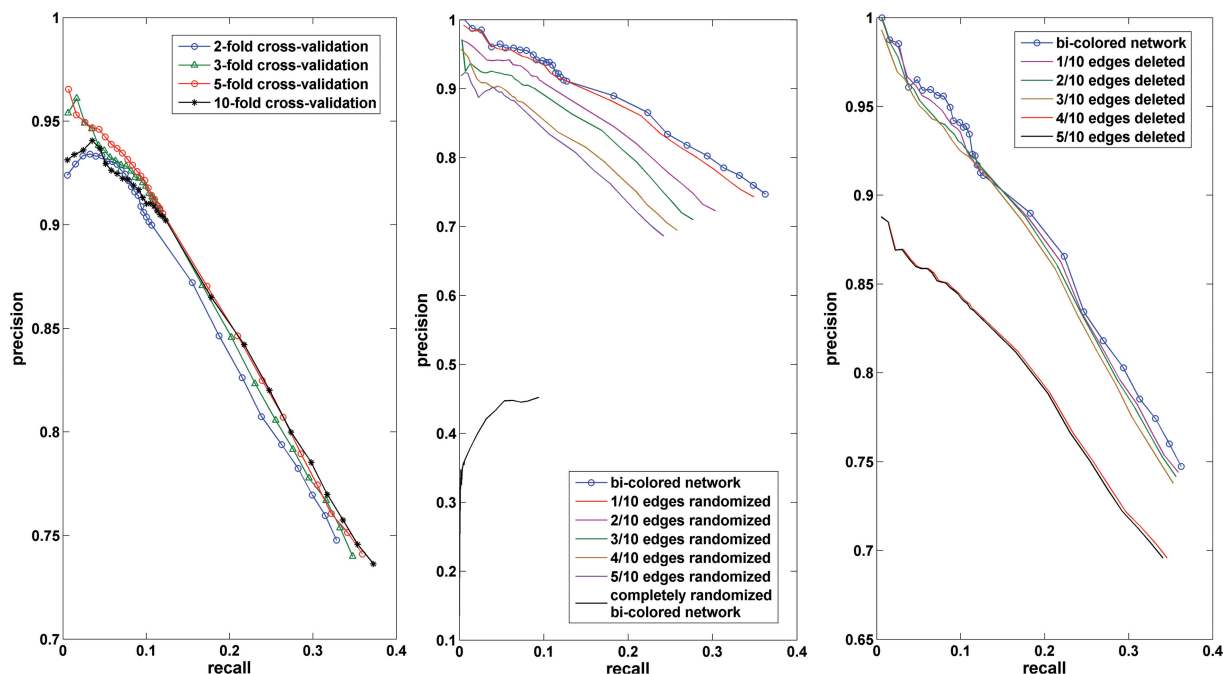 1
0.95
0.9
0.85
0.8
0.75
0.7
precision
0
0.1
0.2
0.3
0.4
recall
2-fold cross-validation
3-fold cross-validation
5-fold cross-validation
10-fold cross-validation
1
0.9
0.8
0.7
0.6
0.5
0.4
0.3
0.2
0.1
precision
0
0.1
0.2
0.3
0.4
recall
bi-colored network
1/10 edges randomized
2/10 edges randomized
3/10 edges randomized
4/10 edges randomized
5/10 edges randomized
completely randomized
bi-colored network
1
0.95
0.9
0.85
0.8
0.75
0.7
0.65
precision
0
0.1
0.2
0.3
0.4
recall
bi-colored network
1/10 edges deleted
2/10 edges deleted
3/10 edges deleted
4/10 edges deleted
5/10 edges deleted